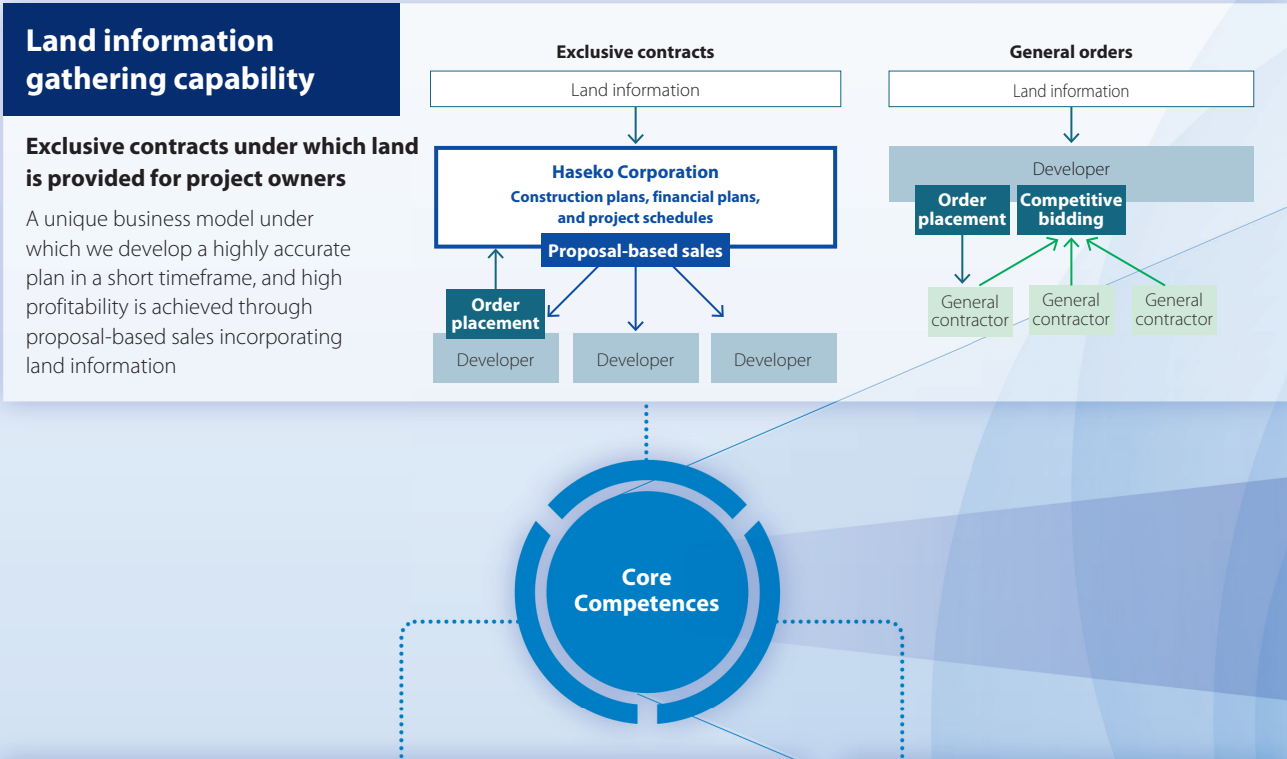 Land information
gathering capability
Exclusive contracts under which land
is provided for project owners
A unique business model under
which we develop a highly accurate
plan in a short timeframe, and high
profitability is achieved through
proposal-based sales incorporating
land information
Exclusive contracts
Land information
Haseko Corporation
Construction plans, financial plans,
and project schedules
Proposal-based sales
Order
placement
Developer
Developer
Developer
General orders
Land information
Developer
Order
placement
Competitive
bidding
General
contractor
General
contractor
General
contractor
Core
Competences